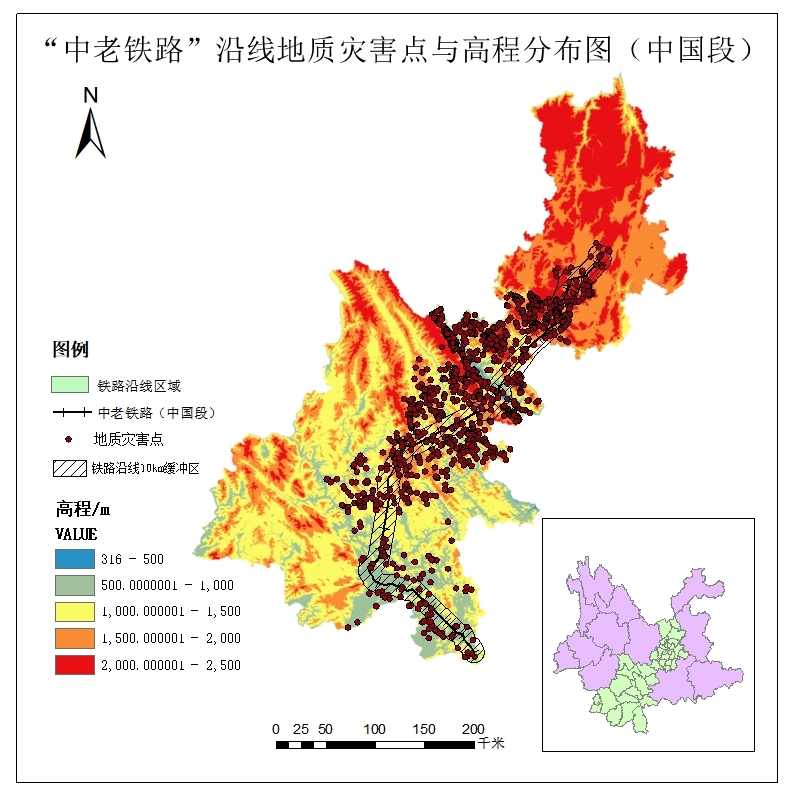 “中老铁路”沿线地质灾害点与高程分布图（中国段）
N
图例
铁路沿线区域
中老铁路（中国段）
地质灾害点
铁路沿线10km缓冲区
高程/m
VALUE
316 - 500
500.0000001 - 1,000
1,000.000001 - 1,500
1,500.000001 - 2,000
2,000.000001 - 2,500
0 25 50 100 150 200
千米